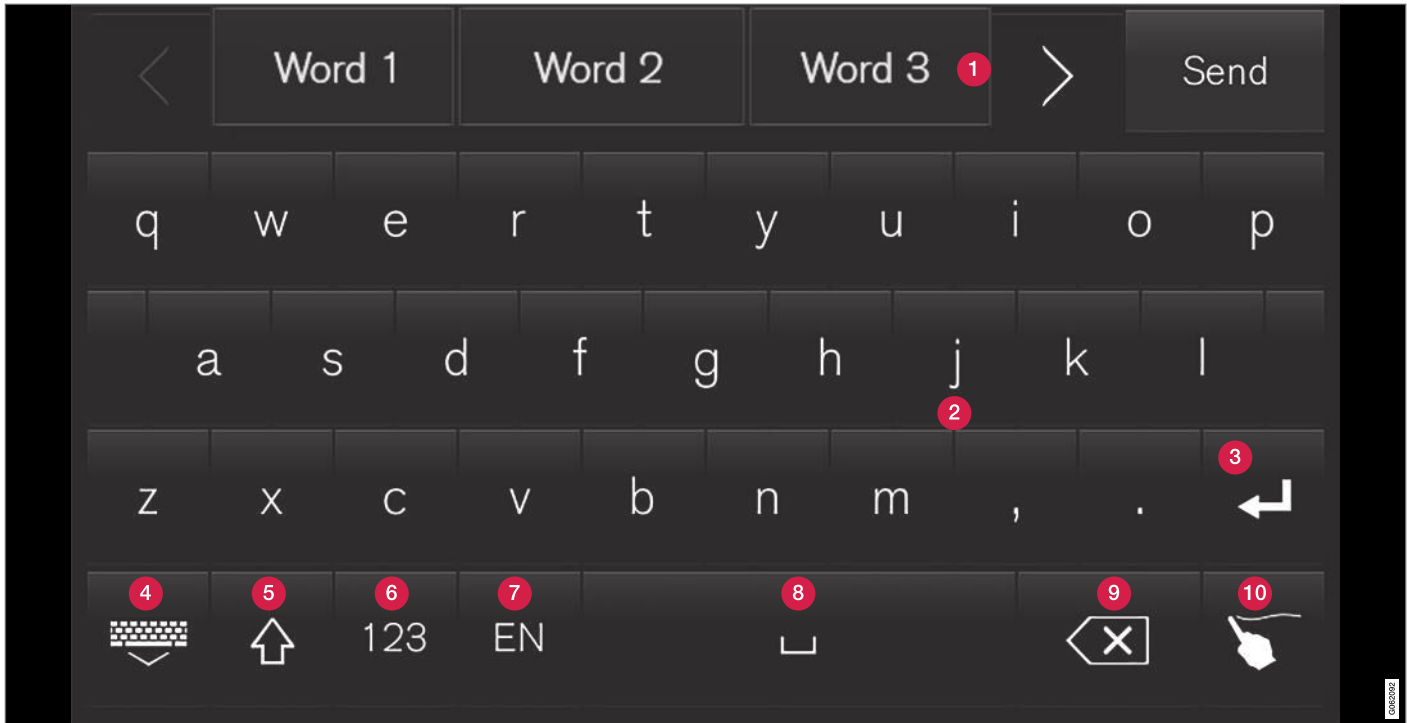 Word 1 Word 2 Word 3 1 Send
q w e r t y u i o p
a s d f g h j k l
2
3
z x c v b n m , .
4 5 6 7 8 9 10
123 EN
G062092